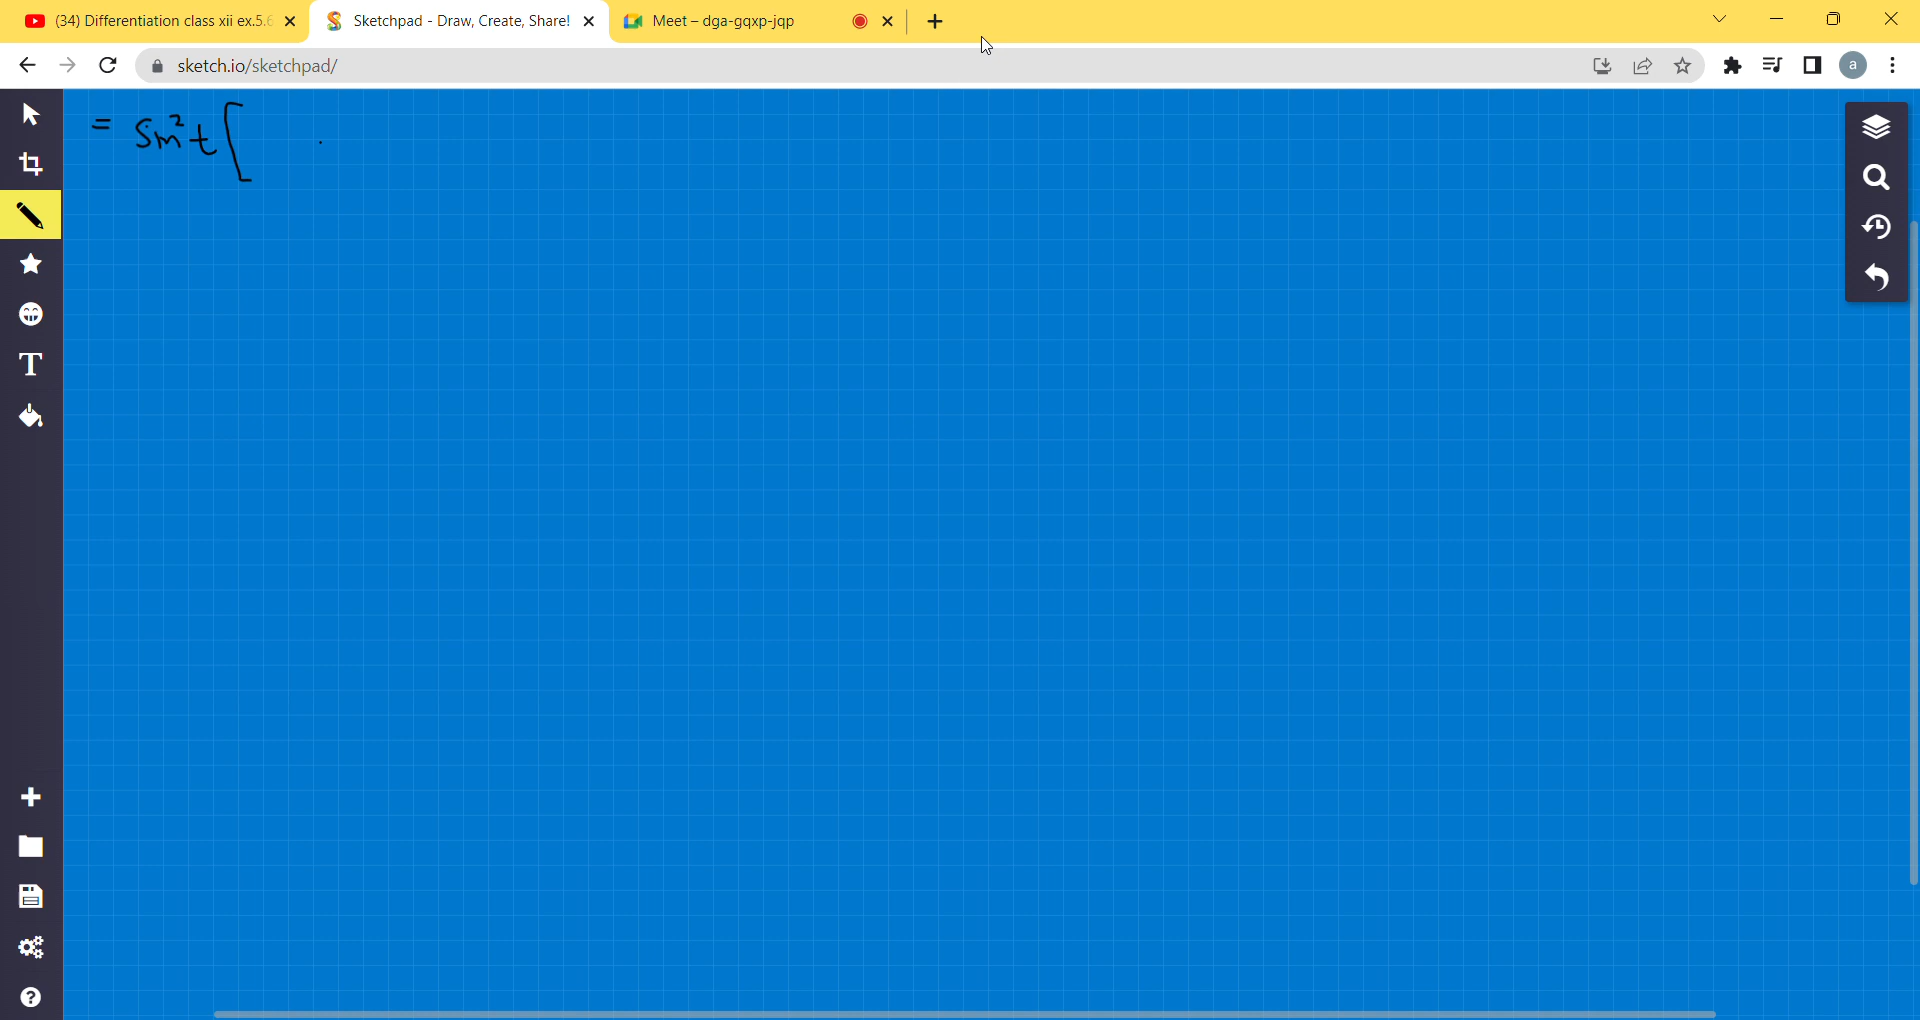 (34) Differentiation class xii ex.5.6
Sketchpad - Draw, Create, Share!
Meet – dga-gqxp-jqp
sketch.io/sketchpad/
a
= Sin²t [
T
?